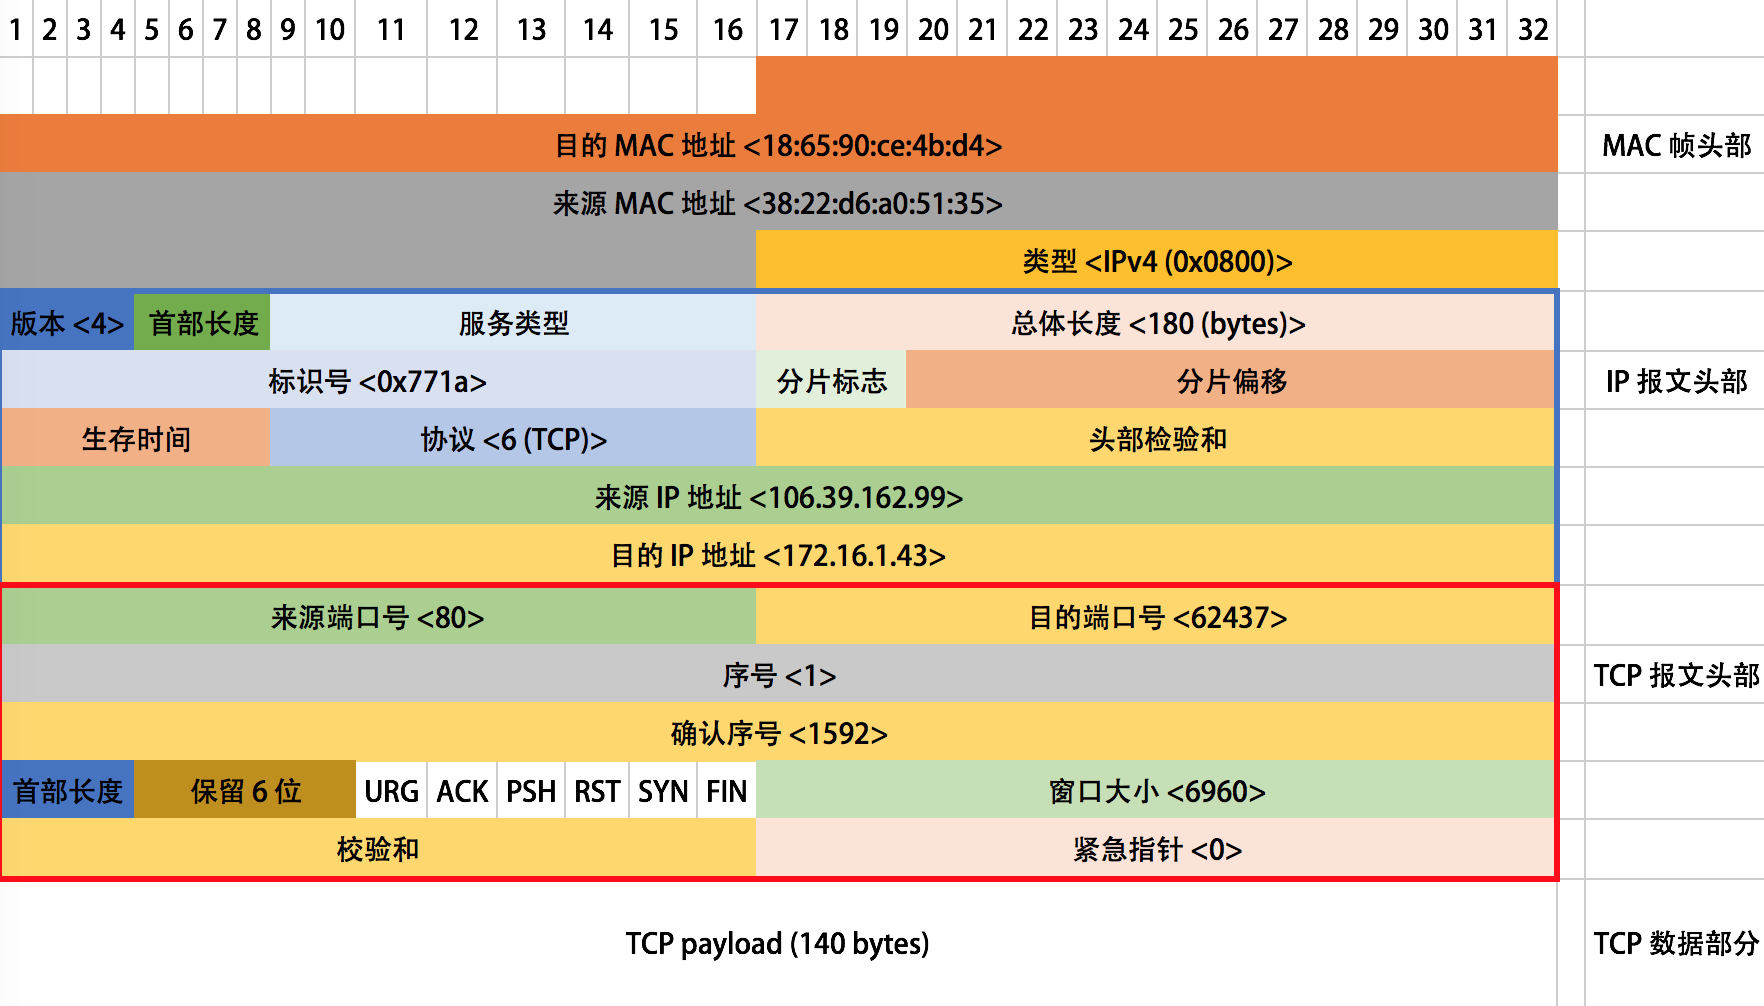 1 2 3 4 5 6 7 8 9 10 11 12 13 14 15 16 17 18 19 20 21 22 23 24 25 26 27 28 29 30 31 32
目的 MAC 地址 <18:65:90:ce:4b:d4> MAC 帧头部
来源 MAC 地址 <38:22:d6:a0:51:35>
类型 <IPv4 (0x0800)>
版本 <4> 首部长度 服务类型 总体长度 <180 (bytes)>
标识号 <0x771a> 分片标志 分片偏移 IP 报文头部
生存时间 协议 <6 (TCP)> 头部检验和
来源 IP 地址 <106.39.162.99>
目的 IP 地址 <172.16.1.43>
来源端口号 <80> 目的端口号 <62437>
序号 <1> TCP 报文头部
确认序号 <1592>
首部长度 保留 6 位 URG ACK PSH RST SYN FIN 窗口大小 <6960>
校验和 紧急指针 <0>
TCP payload (140 bytes) TCP 数据部分